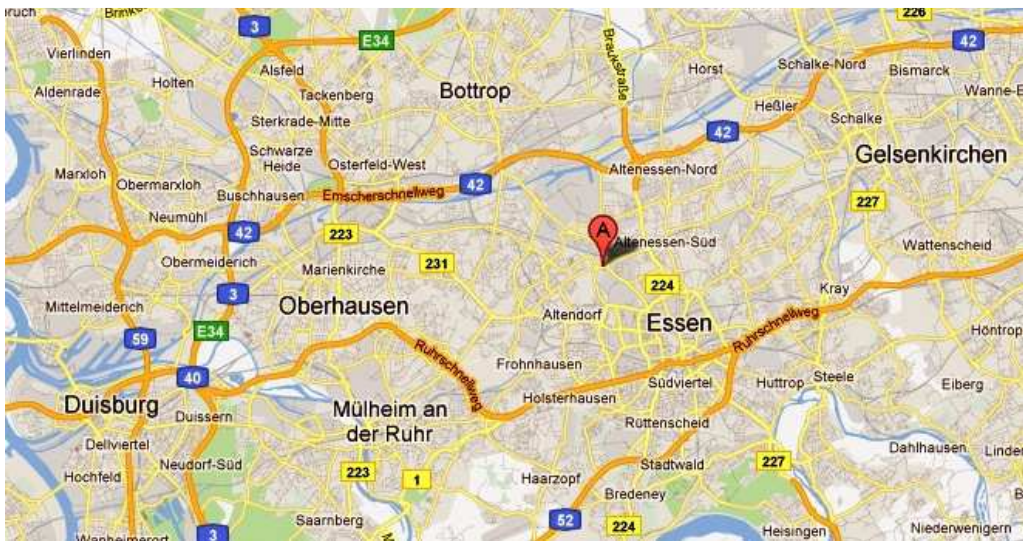 226
3
E34
Vierlinden
Alsfeld
Holten
Aldenrade
Tackenberg
Bottrop
Braukstraße
Horst
Schalke-Nord
42
Bismarck
Heßler
Schalke
Sterkrade-Mitte
42
Schwarze
Heide
Osterfeld-West
Marxloh
Obermarxloh
Buschhausen
Emscherschnellweg
42
Altenessen-Nord
Gelsenkirchen
Neumühl
42
223
227
A
Altenessen-Süd
Wattenscheid
Obermeiderich
Marienkirche
231
224
Kray
3
Mittelmeiderich
Oberhausen
Altendorf
Essen
Ruhrschnellweg
Höntrop
59
E34
Ruhrschnellweg
Frohnhausen
40
Südviertel
Huttrop
Steele
Eiberg
Duisburg
Duissern
Mülheim an
der Ruhr
Holsterhausen
Rüttenscheid
Dellviertel
Dahlhausen
Neudorf-Süd
Hochfeld
223
1
Haarzopf
Stadtwald
227
Bredeney
Saarnberg
52
224
Heisingen
Niederwenigern
3